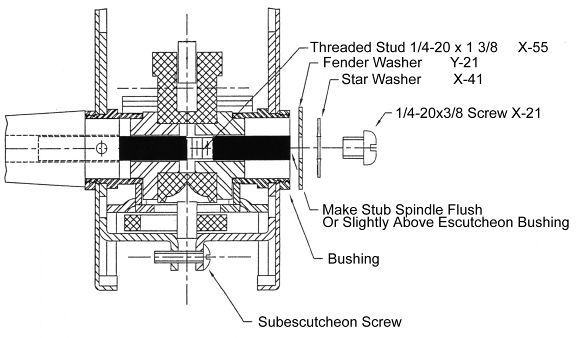 Threaded Stud 1/4-20 x 1 3/8 X-55
Fender Washer Y-21
Star Washer X-41
1/4-20x3/8 Screw X-21
Make Stub Spindle Flush
Or Slightly Above Escutcheon Bushing
Bushing
Subescutcheon Screw